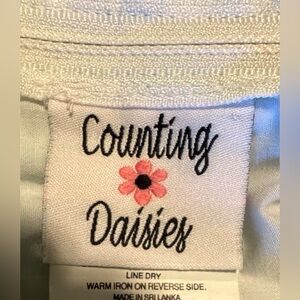 Counting
Daisies
LINE DRY
WARM IRON ON REVERSE SIDE.
MADE IN SRI LANKA